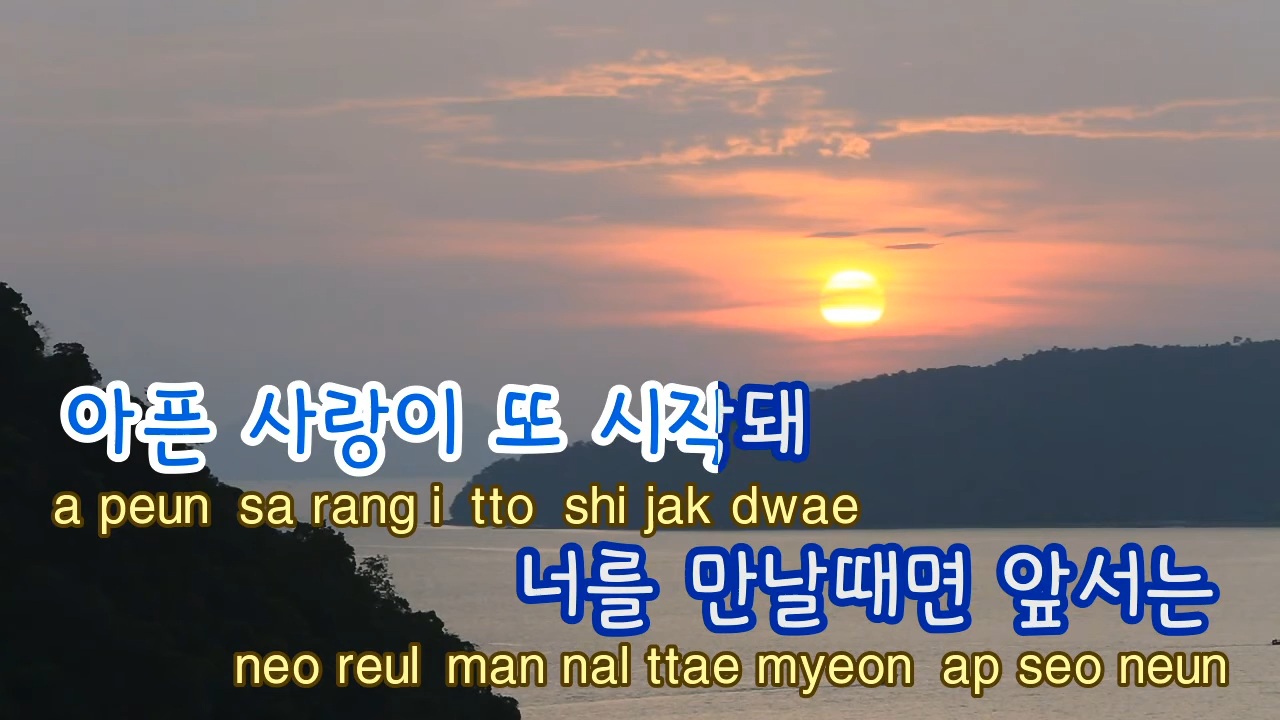 아픈 사랑이 또 시작돼
a peun sa rang i tto shi jak dwae
너를 만날때면 앞서는
neo reul man nal ttae myeon ap seo neun